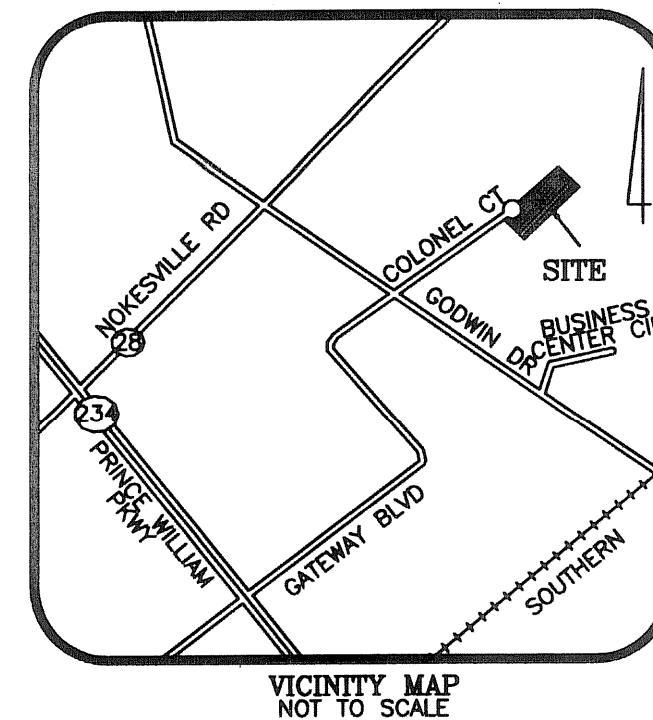 NOKESVILLE RD
28
234
PRINCE WILLIAM
PKWY
COLONEL CT
SITE
GODWIN DR
BUSINESS
CENTER
GATEWAY BLVD
SOUTHERN
VICINITY MAP
NOT TO SCALE